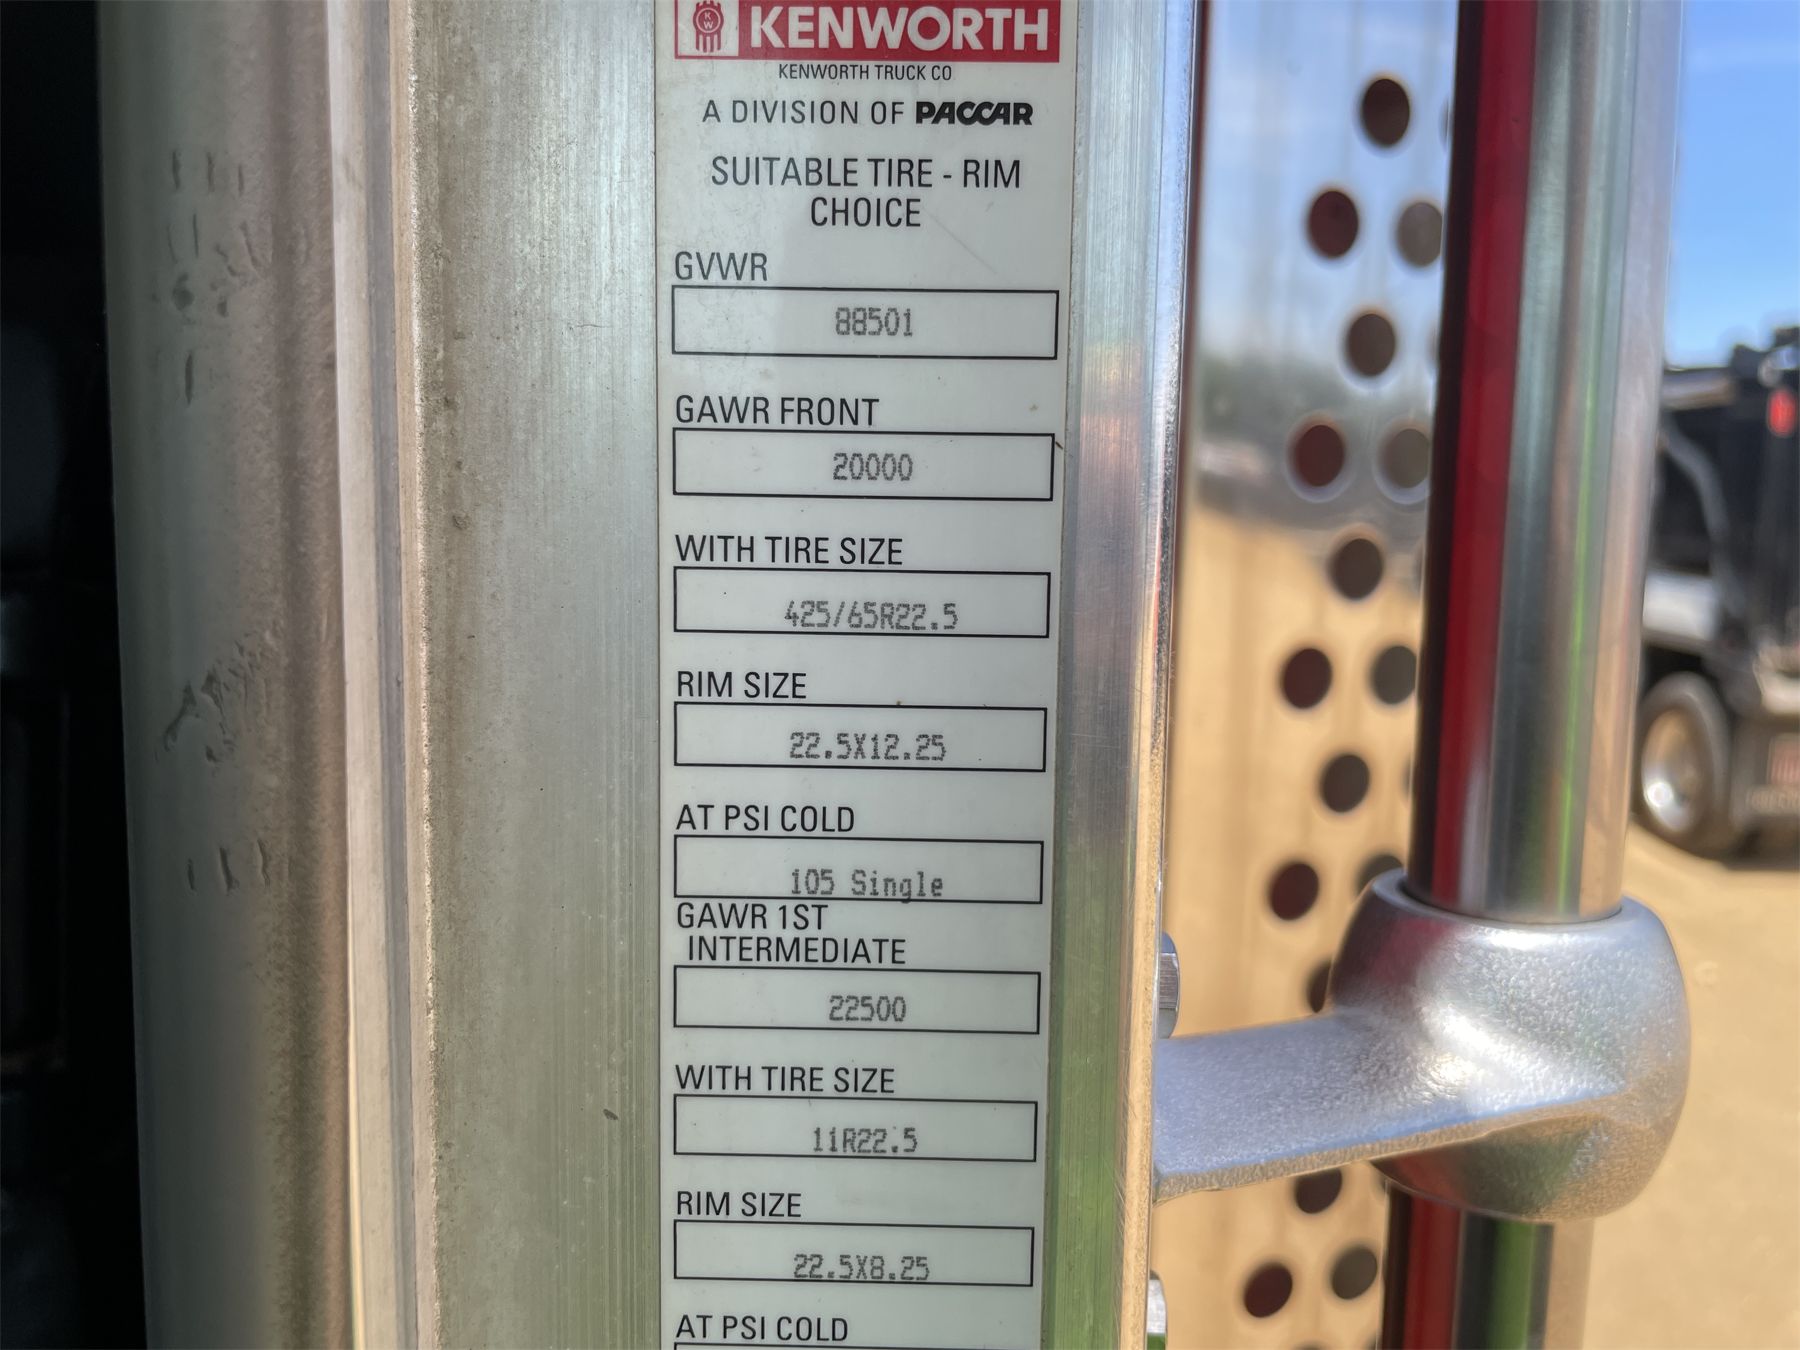 KW KENWORTH
KENWORTH TRUCK CO
A DIVISION OF PACCAR
SUITABLE TIRE - RIM
CHOICE
GVWR
88501
GAWR FRONT
20000
WITH TIRE SIZE
425/65R22.5
RIM SIZE
22.5X12.25
AT PSI COLD
105 Single
GAWR 1ST
INTERMEDIATE
22500
WITH TIRE SIZE
11R22.5
RIM SIZE
22.5X8.25
AT PSI COLD